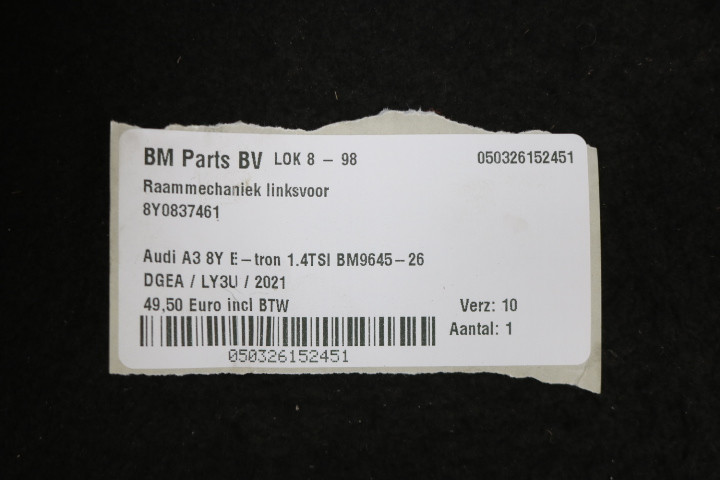 BM Parts BV LOK 8 - 98 050326152451
Raammechaniek linksvoor
8Y0837461
Audi A3 8Y E-tron 1.4TSI BM9645-26
DGEA / LY3U / 2021
49,50 Euro incl BTW Verz: 10
Aantal: 1
050326152451